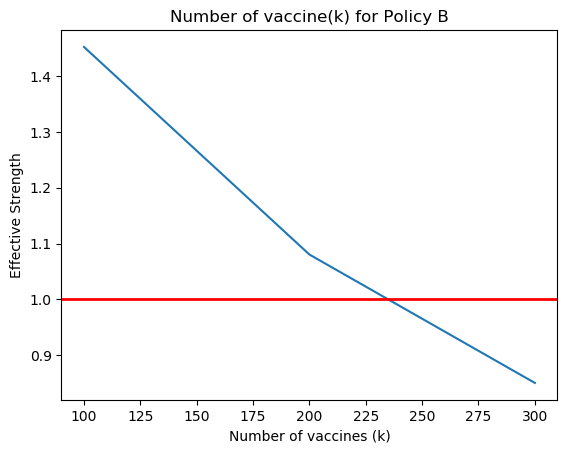 Number of vaccine(k) for Policy B
Effective Strength
1.4
1.3
1.2
1.1
1.0
0.9
100 125 150 175 200 225 250 275 300
Number of vaccines (k)